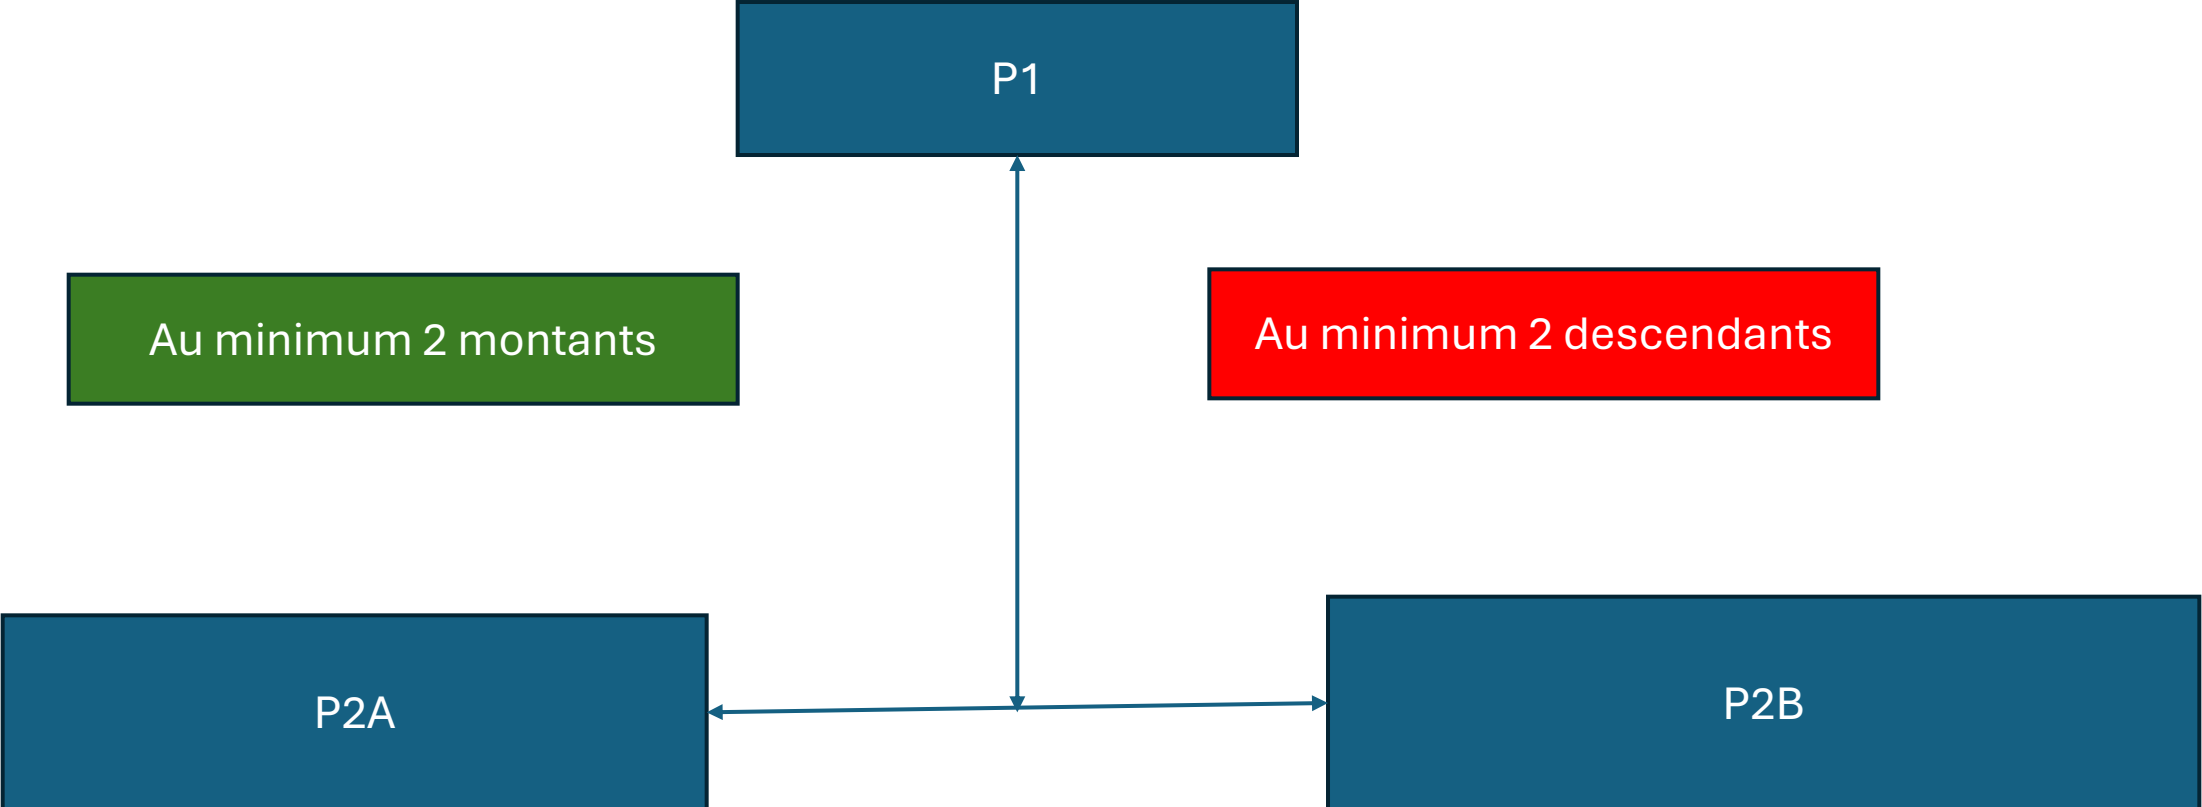 P1
Au minimum 2 montants
Au minimum 2 descendants
P2A
P2B